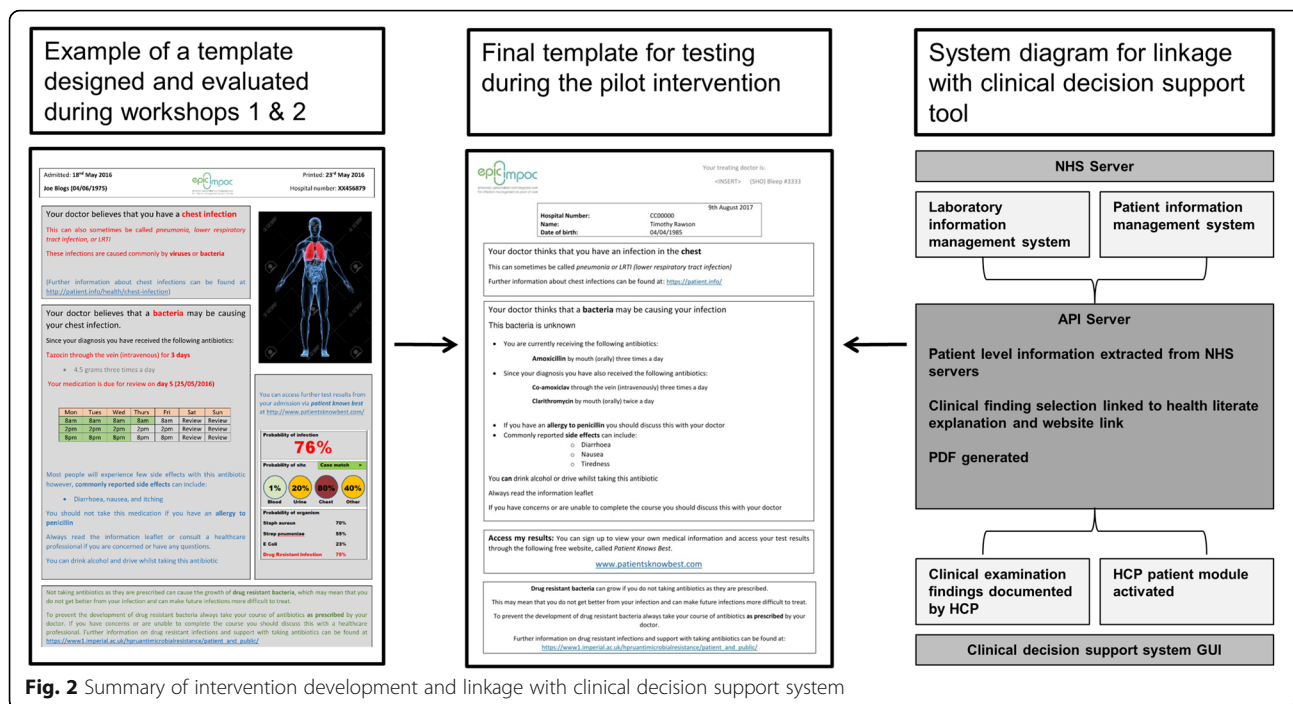 Example of a template
designed and evaluated
during workshops 1 & 2
Admitted: 18nd May 2016
Joe Blogs (04/06/1975)
epic impoc
Printed: 23rd May 2016
Hospital number: XX456879
Your doctor believes that you have a chest infection
This can also sometimes be called pneumonia, lower respiratory
tract infection, or LRTI
These infections are caused commonly by viruses or bacteria
(Further information about chest infections can be found at
http://patient.info/health/chest-infection)
Your doctor believes that a bacteria may be causing
your chest infection.
Since your diagnosis you have received the following antibiotics:
Tazocin through the vein (intravenous) for 3 days
• 4.5 grams three times a day
Your medication is due for review on day 5 (25/05/2016)
Mon Tues Wed Thurs Fri Sat Sun
8am 8am 8am 8am 8am Review Review
2pm 2pm 2pm 2pm 2pm Review Review
8pm 8pm 8pm 8pm 8pm Review Review
Most people will experience few side effects with this antibiotic
however, commonly reported side effects can include:
• Diarrhoea, nausea, and itching
You should not take this medication if you have an allergy to
penicillin
Always read the information leaflet or consult a healthcare
professional if you are concerned or have any questions.
You can drink alcohol and drive whilst taking this antibiotic
You can access further test results from
your admission via patient knows best
at http://www.patientsknowbest.com/
Probability of infection
76%
Probability of site Case match >
1% 20% 80% 40%
Blood Urine Chest Other
Probability of organism
Staph aureus 70%
Strep pneumoniae 55%
E Coli 23%
Drug Resistant Infection 75%
Not taking antibiotics as they are prescribed can cause the growth of drug resistant bacteria, which may mean that you
do not get better from your infection and can make future infections more difficult to treat.
To prevent the development of drug resistant bacteria always take your course of antibiotics as prescribed by your
doctor. If you have concerns or are unable to complete the course you should discuss this with a healthcare
professional. Further information on drug resistant infections and support with taking antibiotics can be found at
https://www1.imperial.ac.uk/hpruantimicrobialresistance/patient_and_public/
Final template for testing
during the pilot intervention
epic impoc
Your treating doctor is:
<INSERT> (SHO) Bleep #3333
9th August 2017
Hospital Number: CC00000
Name: Timothy Rawson
Date of birth: 04/04/1985
Your doctor thinks that you have an infection in the chest
This can sometimes be called pneumonia or LRTI (lower respiratory tract infection)
Further information about chest infections can be found at: https://patient.info/
Your doctor thinks that a bacteria may be causing your infection
This bacteria is unknown
• You are currently receiving the following antibiotics:
Amoxicillin by mouth (orally) three times a day
• Since your diagnosis you have also received the following antibiotics:
Co-amoxiclav through the vein (intravenously) three times a day
Clarithromycin by mouth (orally) twice a day
• If you have an allergy to penicillin you should discuss this with your doctor
• Commonly reported side effects can include:
o Diarrhoea
o Nausea
o Tiredness
You can drink alcohol or drive whilst taking this antibiotic
Always read the information leaflet
If you have concerns or are unable to complete the course you should discuss this with your doctor
Access my results: You can sign up to view your own medical information and access your test results
through the following free website, called Patient Knows Best.
www.patientsknowbest.com
Drug resistant bacteria can grow if you do not taking antibiotics as they are prescribed.
This may mean that you do not get better from your infection and can make future infections more difficult to treat.
To prevent the development of drug resistant bacteria always take your course of antibiotics as prescribed by your
doctor.
Further information on drug resistant infections and support with taking antibiotics can be found at:
https://www1.imperial.ac.uk/hpruantimicrobialresistance/patient_and_public/
System diagram for linkage
with clinical decision support
tool
NHS Server
Laboratory
information
management system
Patient information
management system
API Server
Patient level information extracted from NHS
servers
Clinical finding selection linked to health literate
explanation and website link
PDF generated
Clinical examination
findings documented
by HCP
HCP patient module
activated
Clinical decision support system GUI
Fig. 2 Summary of intervention development and linkage with clinical decision support system